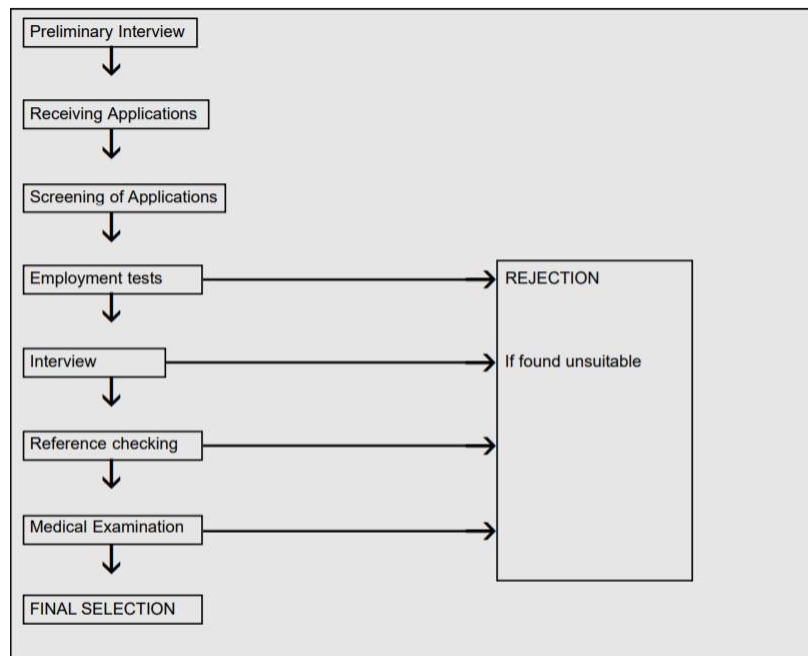 Preliminary Interview
Receiving Applications
Screening of Applications
Employment tests
REJECTION
Interview
If found unsuitable
Reference checking
Medical Examination
FINAL SELECTION